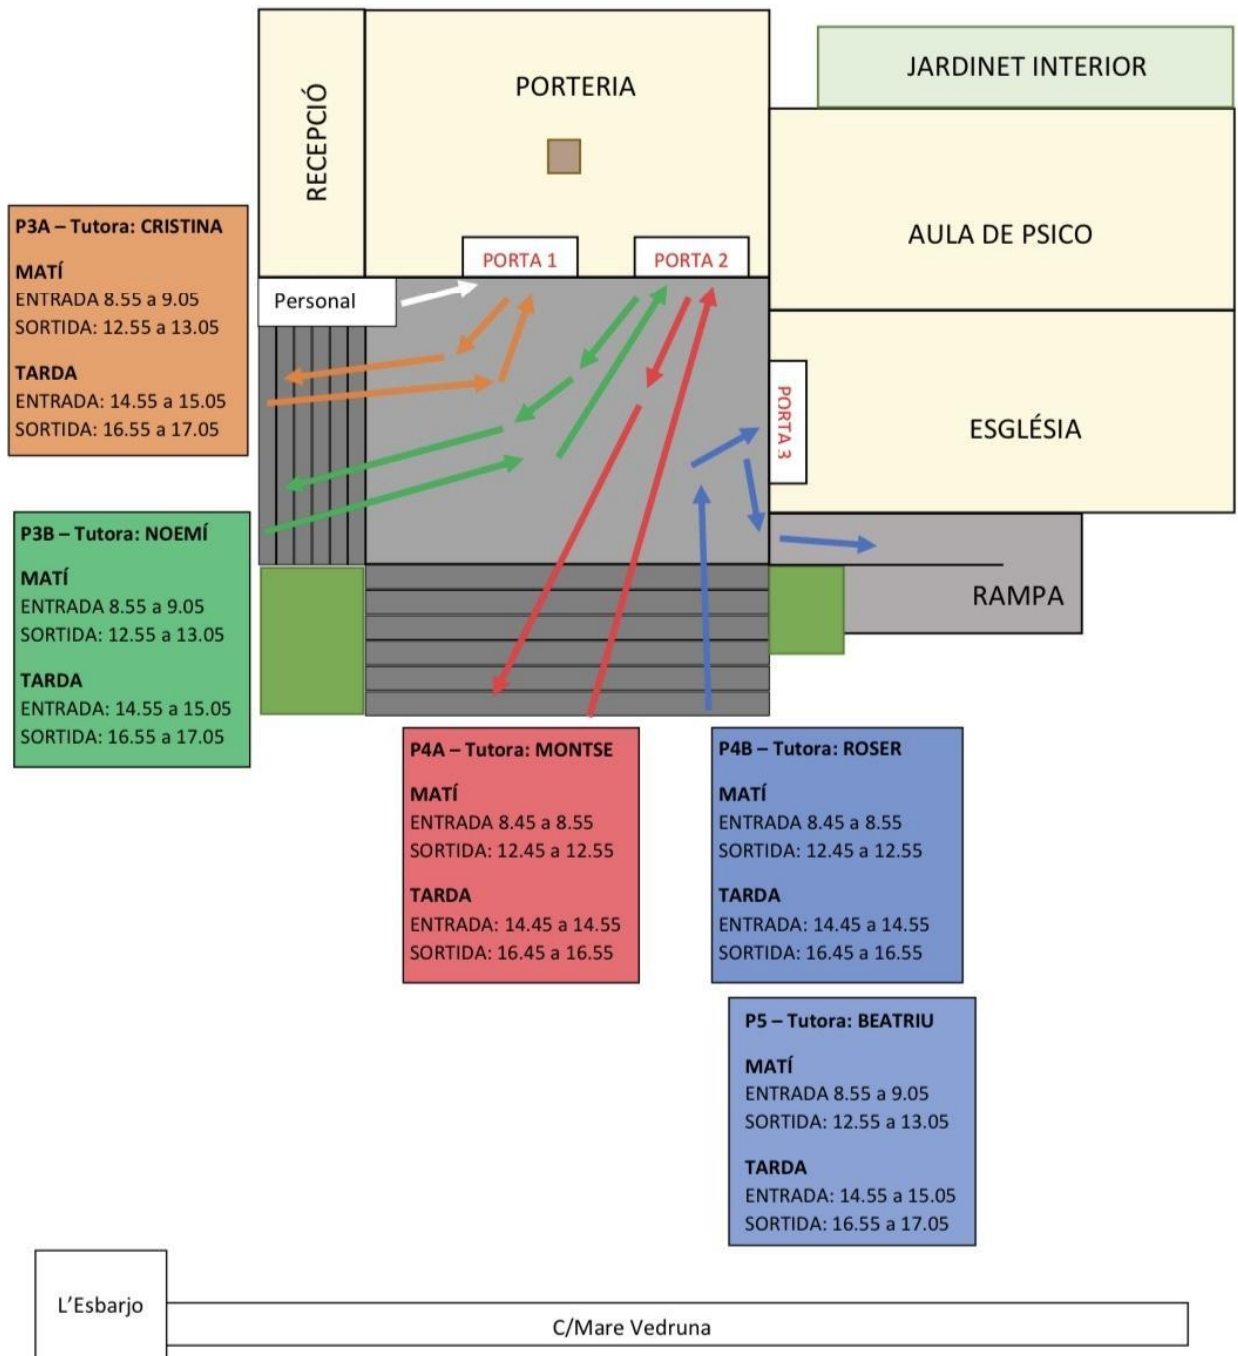 RECEPCIÓ
PORTERIA
JARDINET INTERIOR
AULA DE PSICO
ESGLÉSIA
RAMPA
PORTA 1
PORTA 2
PORTA 3
Personal
P3A – Tutora: CRISTINA
MATÍ
ENTRADA 8.55 a 9.05
SORTIDA: 12.55 a 13.05
TARDA
ENTRADA: 14.55 a 15.05
SORTIDA: 16.55 a 17.05
P3B – Tutora: NOEMÍ
MATÍ
ENTRADA 8.55 a 9.05
SORTIDA: 12.55 a 13.05
TARDA
ENTRADA: 14.55 a 15.05
SORTIDA: 16.55 a 17.05
P4A – Tutora: MONTSE
MATÍ
ENTRADA 8.45 a 8.55
SORTIDA: 12.45 a 12.55
TARDA
ENTRADA: 14.45 a 14.55
SORTIDA: 16.45 a 16.55
P4B – Tutora: ROSER
MATÍ
ENTRADA 8.45 a 8.55
SORTIDA: 12.45 a 12.55
TARDA
ENTRADA: 14.45 a 14.55
SORTIDA: 16.45 a 16.55
P5 – Tutora: BEATRIU
MATÍ
ENTRADA 8.55 a 9.05
SORTIDA: 12.55 a 13.05
TARDA
ENTRADA: 14.55 a 15.05
SORTIDA: 16.55 a 17.05
L'Esbarjo
C/Mare Vedruna